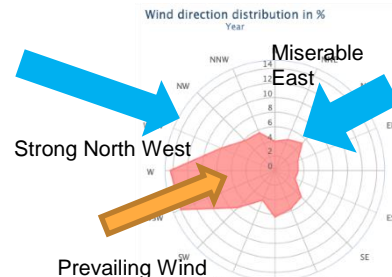 Wind direction distribution in %
Year
Miserable
East
NNW
NW
14
12
10
8
6
4
2
0
Strong North West
W
SW
SE
Prevailing Wind